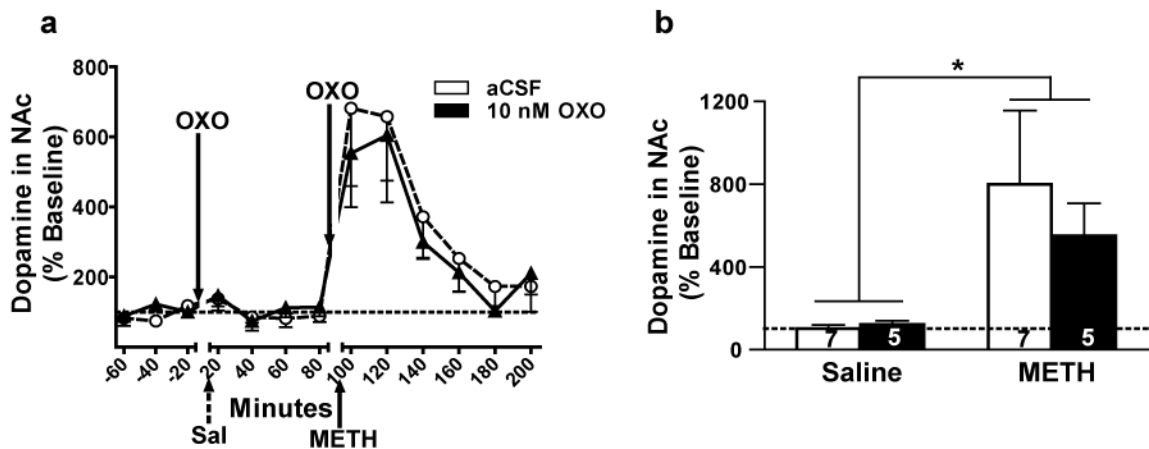 a
800
600
400
200
Dopamine in NAc
(% Baseline)
OXO
OXO
aCSF
10 nM OXO
-60 -40 -20 20 40 60 80 100 120 140 160 180 200
Minutes
Sal
METH
b
*
1200
800
400
0
Dopamine in NAc
(% Baseline)
7 5 7 5
Saline METH